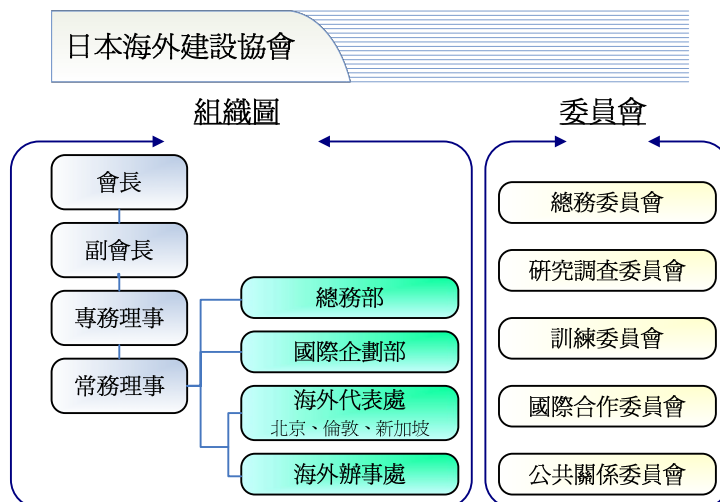 日本海外建設協會
組織圖
會長
副會長
專務理事
常務理事
總務部
國際企劃部
海外代表處
北京、倫敦、新加坡
海外辦事處
委員會
總務委員會
研究調查委員會
訓練委員會
國際合作委員會
公共關係委員會